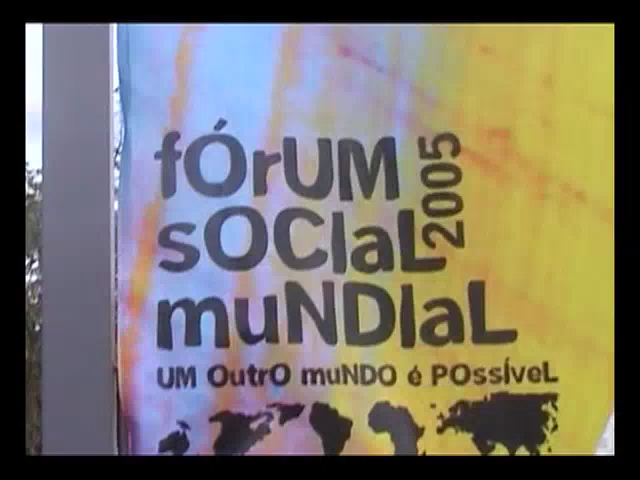 fÓrUM
sOCIaL
muNDIaL
2005
UM OutrO muNDO é POssÍveL